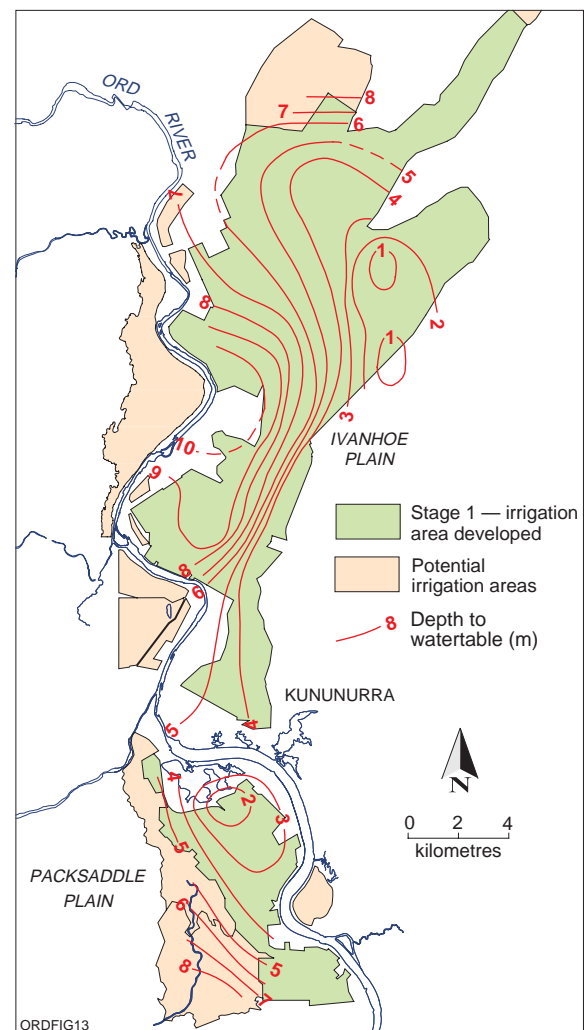 ORD
RIVER
8
7
6
5
4
7
1
2
8
1
3
10
9
IVANHOE
PLAIN
Stage 1 — irrigation
area developed
Potential
irrigation areas
8 Depth to
watertable (m)
8
6
KUNUNURRA
5
4
N
4
2
3
5
0 2 4
kilometres
PACKSADDLE
PLAIN
6
8
5
7
ORDFIG13